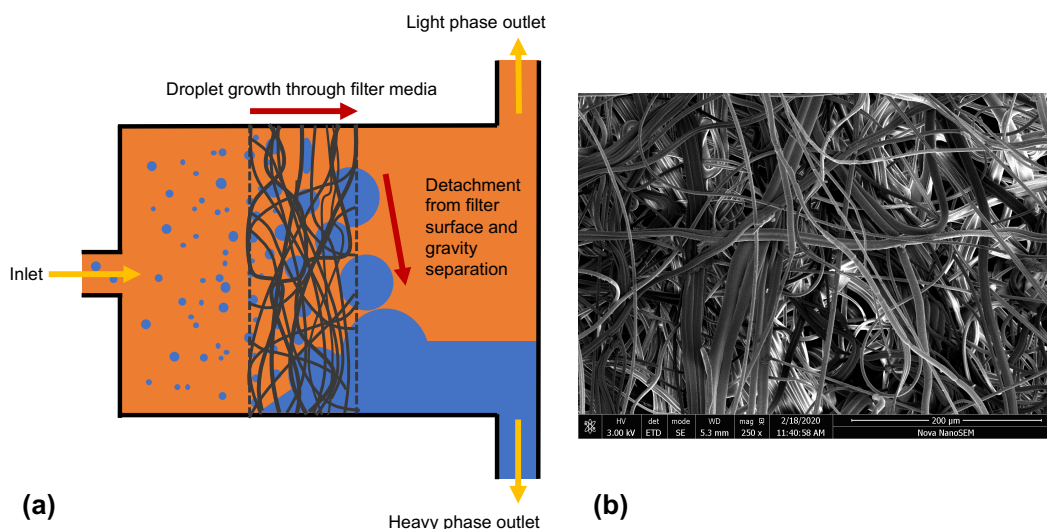 Light phase outlet
Droplet growth through filter media
Detachment
from filter
surface and
gravity
separation
Inlet
Heavy phase outlet
(a)
HV det mode WD mag 2/18/2020 200 μm
3.00 kV ETD SE 5.3 mm 250 x 11:40:58 AM Nova NanoSEM
(b)